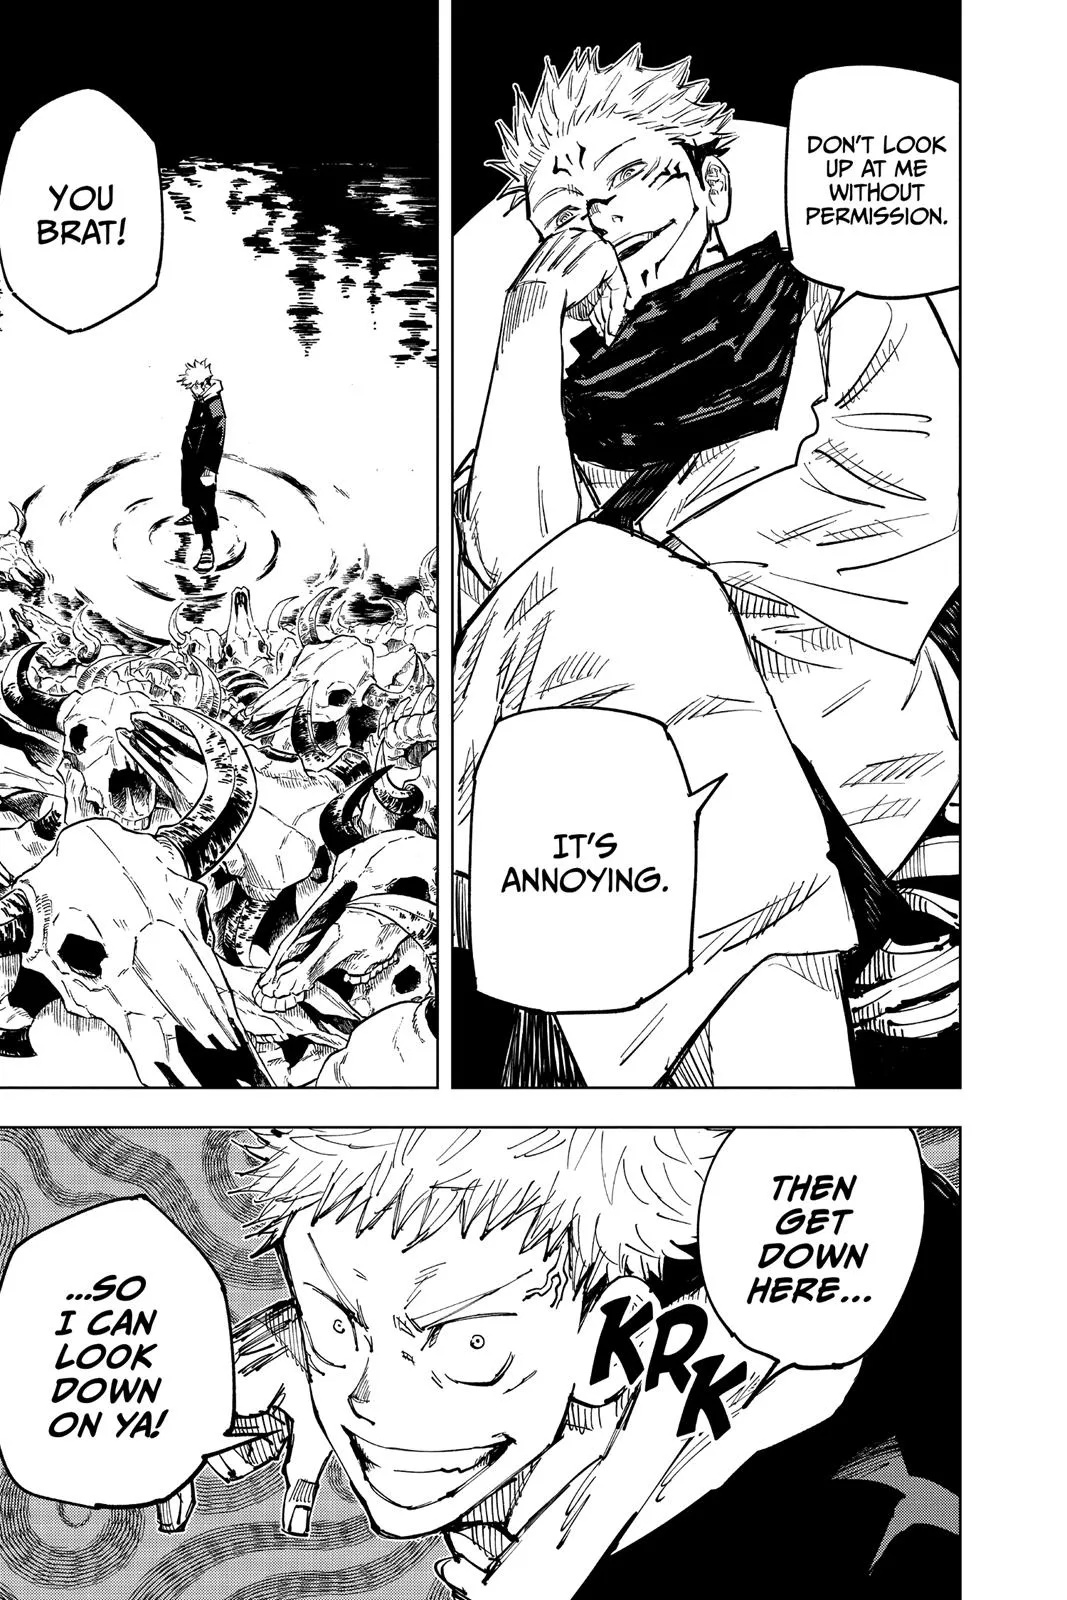 DON'T LOOK
UP AT ME
WITHOUT
PERMISSION.
IT'S
ANNOYING.
YOU
BRAT!
THEN
GET
DOWN
HERE...
KRK
...SO
I CAN
LOOK
DOWN
ON YA!